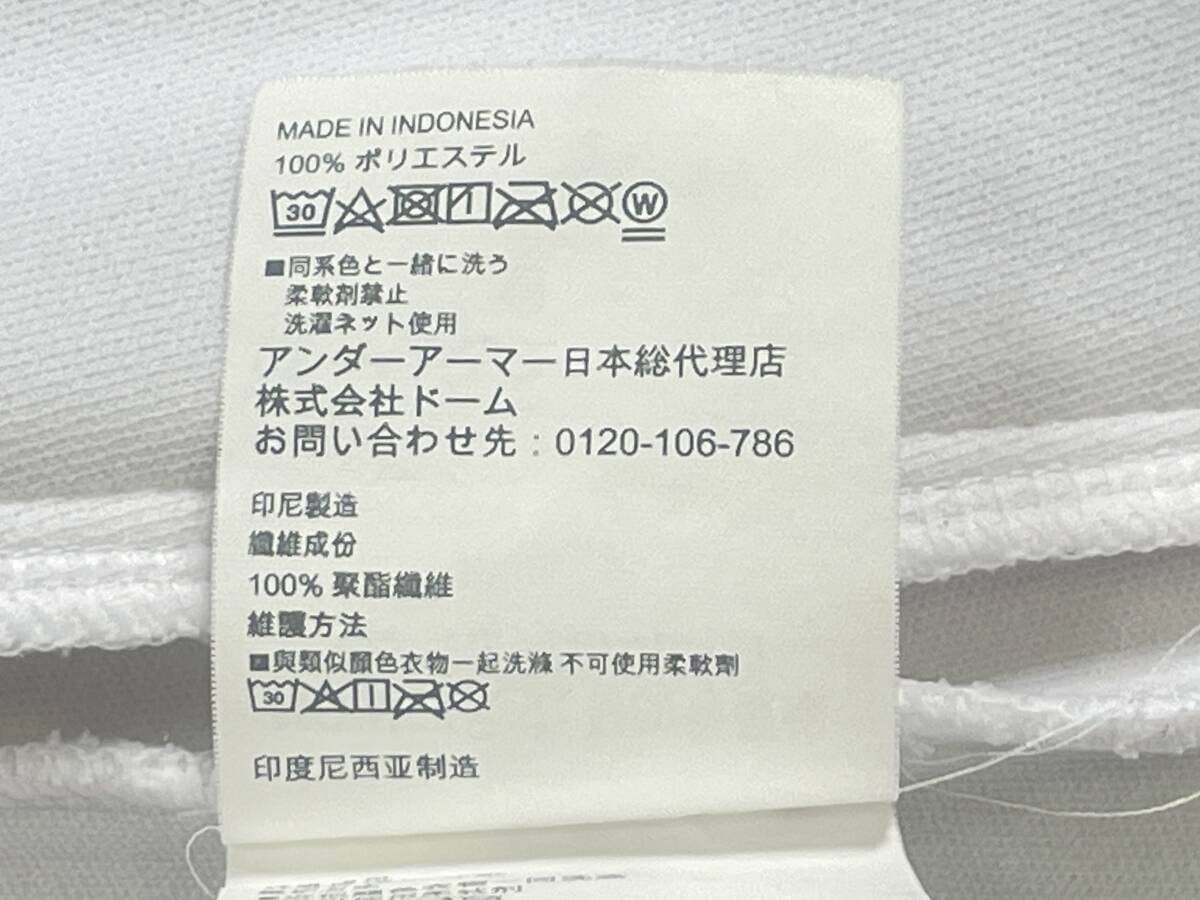 MADE IN INDONESIA
100% ポリエステル
30 W
■同系色と一緒に洗う
柔軟剤禁止
洗濯ネット使用
アンダーアーマー日本総代理店
株式会社ドーム
お問い合わせ先：0120-106-786
印尼製造
纖維成份
100% 聚酯纖維
維護方法
■與類似顏色衣物一起洗滌 不可使用柔軟劑
30
印度尼西亚制造